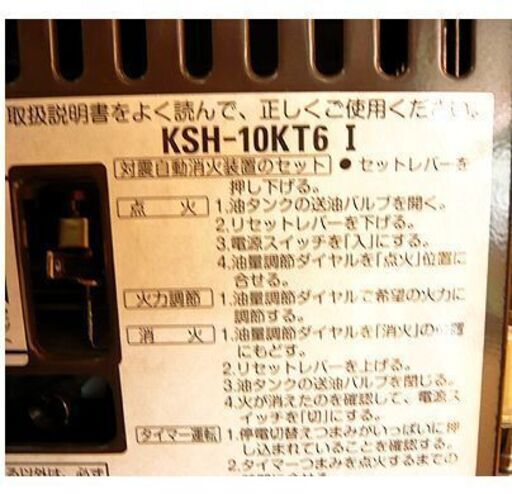 取扱説明書をよく読んで、正しくご使用ください。
KSH-10KT6 I
対震自動消火装置のセット ● セットレバーを
押し下げる。
点 火 1.油タンクの送油バルブを開く。
2.リセットレバーを下げる。
3.電源スイッチを「入」にする。
4.油量調節ダイヤルを「点火」位置に
合せる。
火力調節 1.油量調節ダイヤルでご希望の火力に
調節する。
消 火 1.油量調節ダイヤルを「消火」の位置
にもどす。
2.リセットレバーを上げる。
3.油タンクの送油バルブを閉じる。
4.火が消えたのを確認して、電源ス
イッチを「切」にする。
タイマー運転 1.停電切替えつまみがいっぱいに押
し込まれていることを確認する。
る以外は、必ず 2.タイマーつまみを点火するまでの